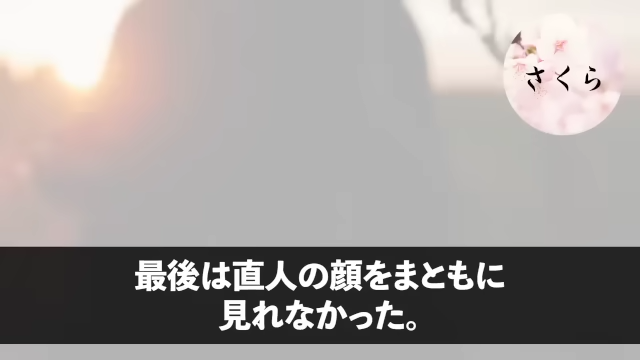 さくら
最後は直人の顔をまともに
見れなかった。